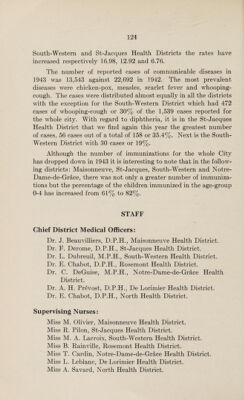 124
South-Western and St-Jacques Health Districts the rates have
increased respectively 16.98, 12.92 and 6.76.
The number of reported cases of communicable diseases in
1943 was 13,543 against 22,692 in 1942. The most prevalent
diseases were chicken-pox, measles, scarlet fever and whooping-
cough. The cases were distributed almost equally in all the districts
with the exception for the South-Western District which had 472
cases of whooping-cough or 30% of the 1,539 cases reported for
the whole city. With regard to diphtheria, it is in the St-Jacques
Health District that we find again this year the greatest number
of cases, 56 cases out of a total of 158 or 35.4%. Next is the South-
Western District with 30 cases or 19%.
Although the number of immunizations for the whole City
has dropped down in 1943 it is interesting to note that in the follow-
ing districts: Maisonneuve, St-Jacques, South-Western and Notre-
Dame-de-Grâce, there was not only a greater number of immuniza-
tions but the percentage of the children immunized in the age-group
0-4 has increased from 61% to 82%.
STAFF
Chief District Medical Officers:
Dr. J. Beauvilliers, D.P.H., Maisonneuve Health District.
Dr. F. Derome, D.P.H., St-Jacques Health District.
Dr. L. Dubreuil, M.P.H., South-Western Health District.
Dr. E. Chabot, D.P.H., Rosemont Health District.
Dr. C. DeGuise, M.P.H., Notre-Dame-de-Grâce Health
District.
Dr. A. H. Prévost, D.P.H., De Lorimier Health District.
Dr. E. Chabot, D.P.H., North Health District.
Supervising Nurses:
Miss M. Olivier, Maisonneuve Health District.
Miss R. Pilon, St-Jacques Health District.
Miss M. A. Lacroix, South-Western Health District.
Miss B. Rainville, Rosemont Health District.
Miss T. Cardin, Notre-Dame-de-Grâce Health District.
Miss L. Leblanc, De Lorimier Health District.
Miss A. Savard, North Health District.